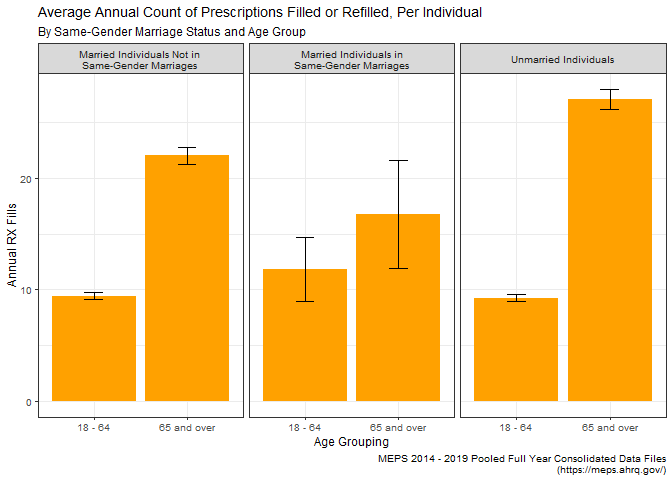 Average Annual Count of Prescriptions Filled or Refilled, Per Individual
By Same-Gender Marriage Status and Age Group
Married Individuals Not in
Same-Gender Marriages
Married Individuals in
Same-Gender Marriages
Unmarried Individuals
Annual RX Fills
20
10
0
18 - 64
65 and over
18 - 64
65 and over
18 - 64
65 and over
Age Grouping
MEPS 2014 - 2019 Pooled Full Year Consolidated Data Files
(https://meps.ahrq.gov/)